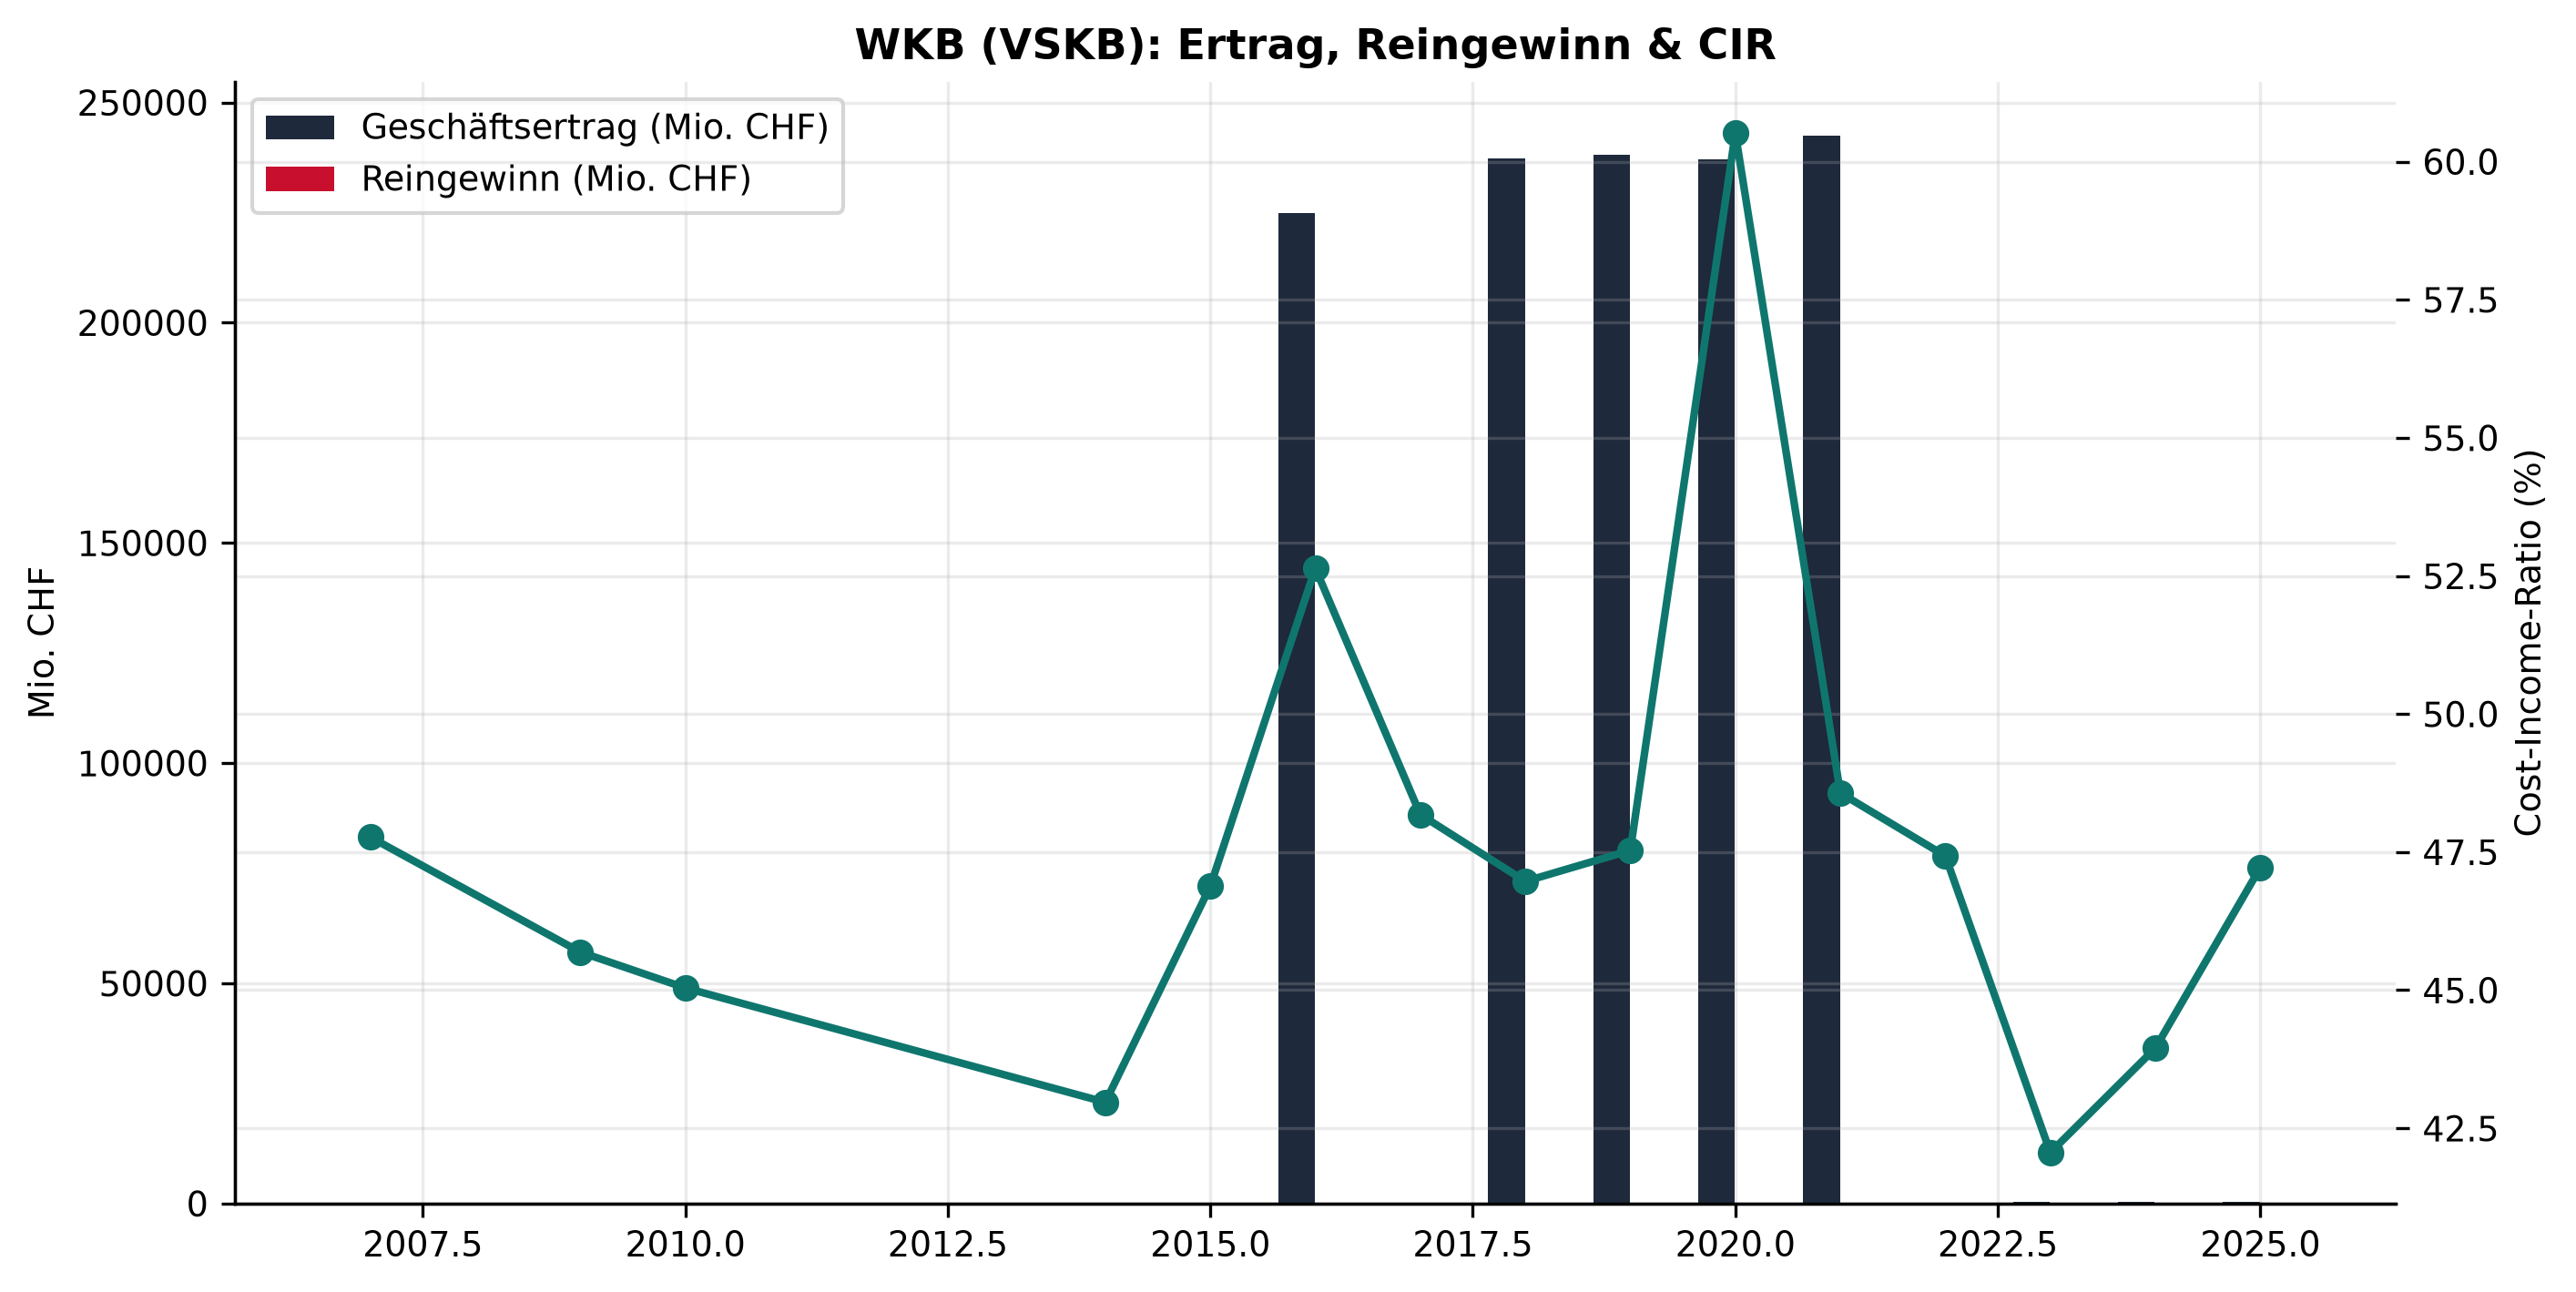 WKB (VSKB): Ertrag, Reingewinn & CIR
Geschäftsertrag (Mio. CHF)
Reingewinn (Mio. CHF)
Mio. CHF
250000
200000
150000
100000
50000
0
60.0
57.5
55.0
52.5
50.0
47.5
45.0
42.5
Cost-Income-Ratio (%)
2007.5 2010.0 2012.5 2015.0 2017.5 2020.0 2022.5 2025.0